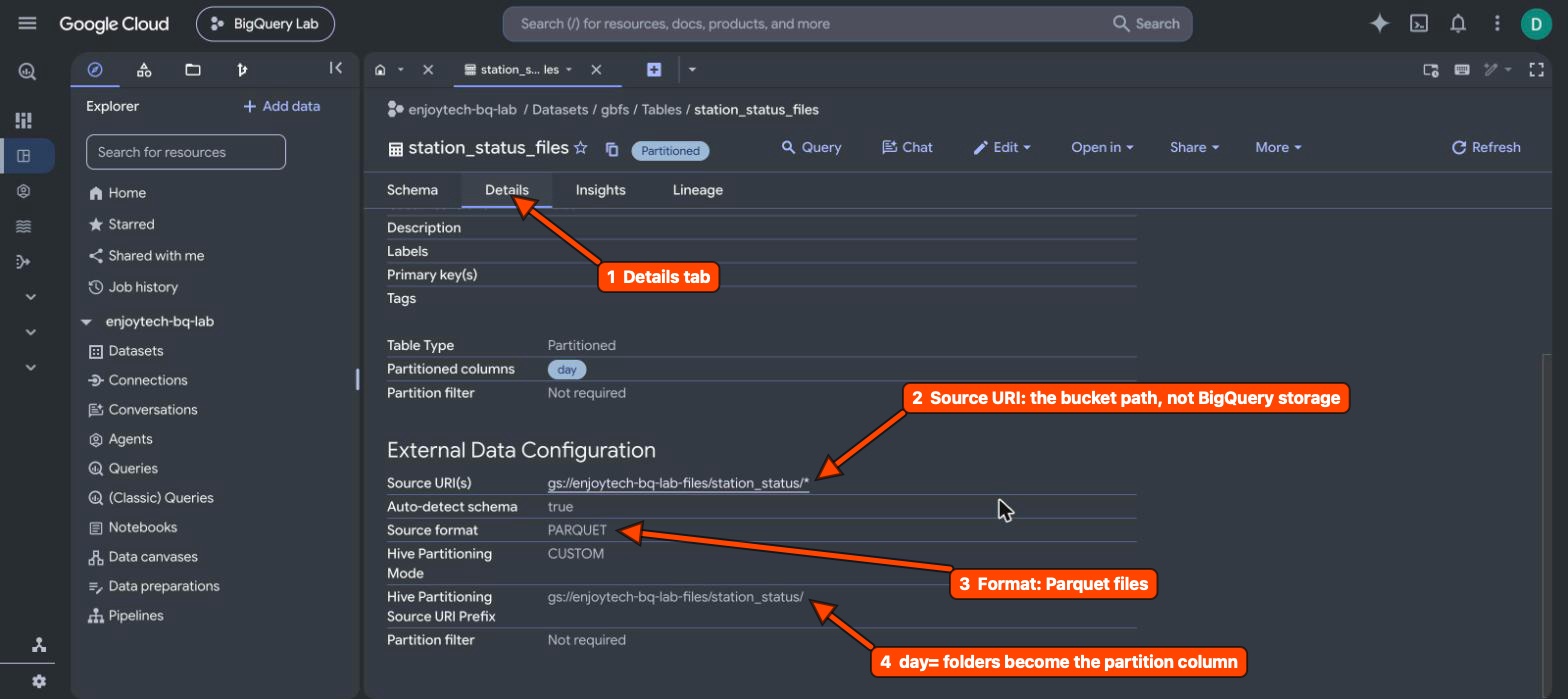 Google Cloud
BigQuery Lab
Search (/) for resources, docs, products, and more
Search
D
Explorer
+ Add data
Search for resources
Home
Starred
Shared with me
Job history
enjoytech-bq-lab
Datasets
Connections
Conversations
Agents
Queries
(Classic) Queries
Notebooks
Data canvases
Data preparations
Pipelines
station_s... les
enjoytech-bq-lab / Datasets / gbfs / Tables / station_status_files
station_status_files
Partitioned
Query
Chat
Edit
Open in
Share
More
Refresh
Schema
Details
Insights
Lineage
1 Details tab
Description
Labels
Primary key(s)
Tags
Table Type Partitioned
Partitioned columns day
Partition filter Not required
2 Source URI: the bucket path, not BigQuery storage
External Data Configuration
Source URI(s) gs://enjoytech-bq-lab-files/station_status/*
Auto-detect schema true
Source format PARQUET
3 Format: Parquet files
Hive Partitioning CUSTOM
Mode
Hive Partitioning gs://enjoytech-bq-lab-files/station_status/
Source URI Prefix
Partition filter Not required
4 day= folders become the partition column